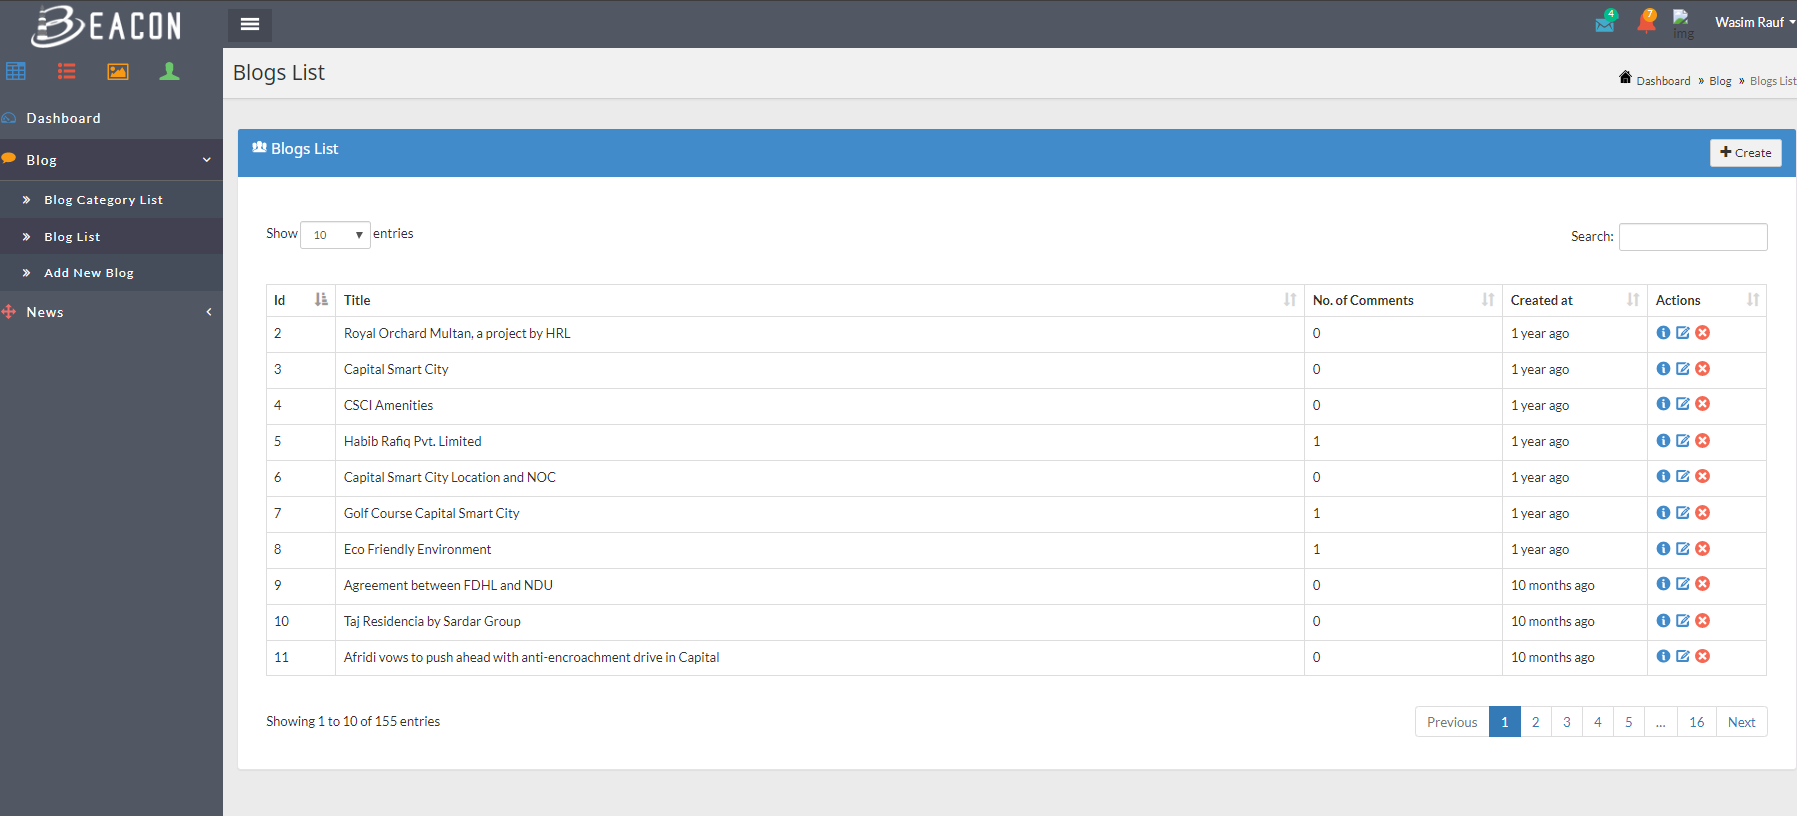 BEACON
4
7
img
Wasim Rauf
Blogs List
Dashboard » Blog » Blogs List
Dashboard
Blog
Blog Category List
Blog List
Add New Blog
News
Blogs List
Create
Show 10 entries
Search:
Id Title No. of Comments Created at Actions
2 Royal Orchard Multan, a project by HRL 0 1 year ago
3 Capital Smart City 0 1 year ago
4 CSCI Amenities 0 1 year ago
5 Habib Rafiq Pvt. Limited 1 1 year ago
6 Capital Smart City Location and NOC 0 1 year ago
7 Golf Course Capital Smart City 1 1 year ago
8 Eco Friendly Environment 1 1 year ago
9 Agreement between FDHL and NDU 0 10 months ago
10 Taj Residencia by Sardar Group 0 10 months ago
11 Afridi vows to push ahead with anti-encroachment drive in Capital 0 10 months ago
Showing 1 to 10 of 155 entries
Previous 1 2 3 4 5 ... 16 Next